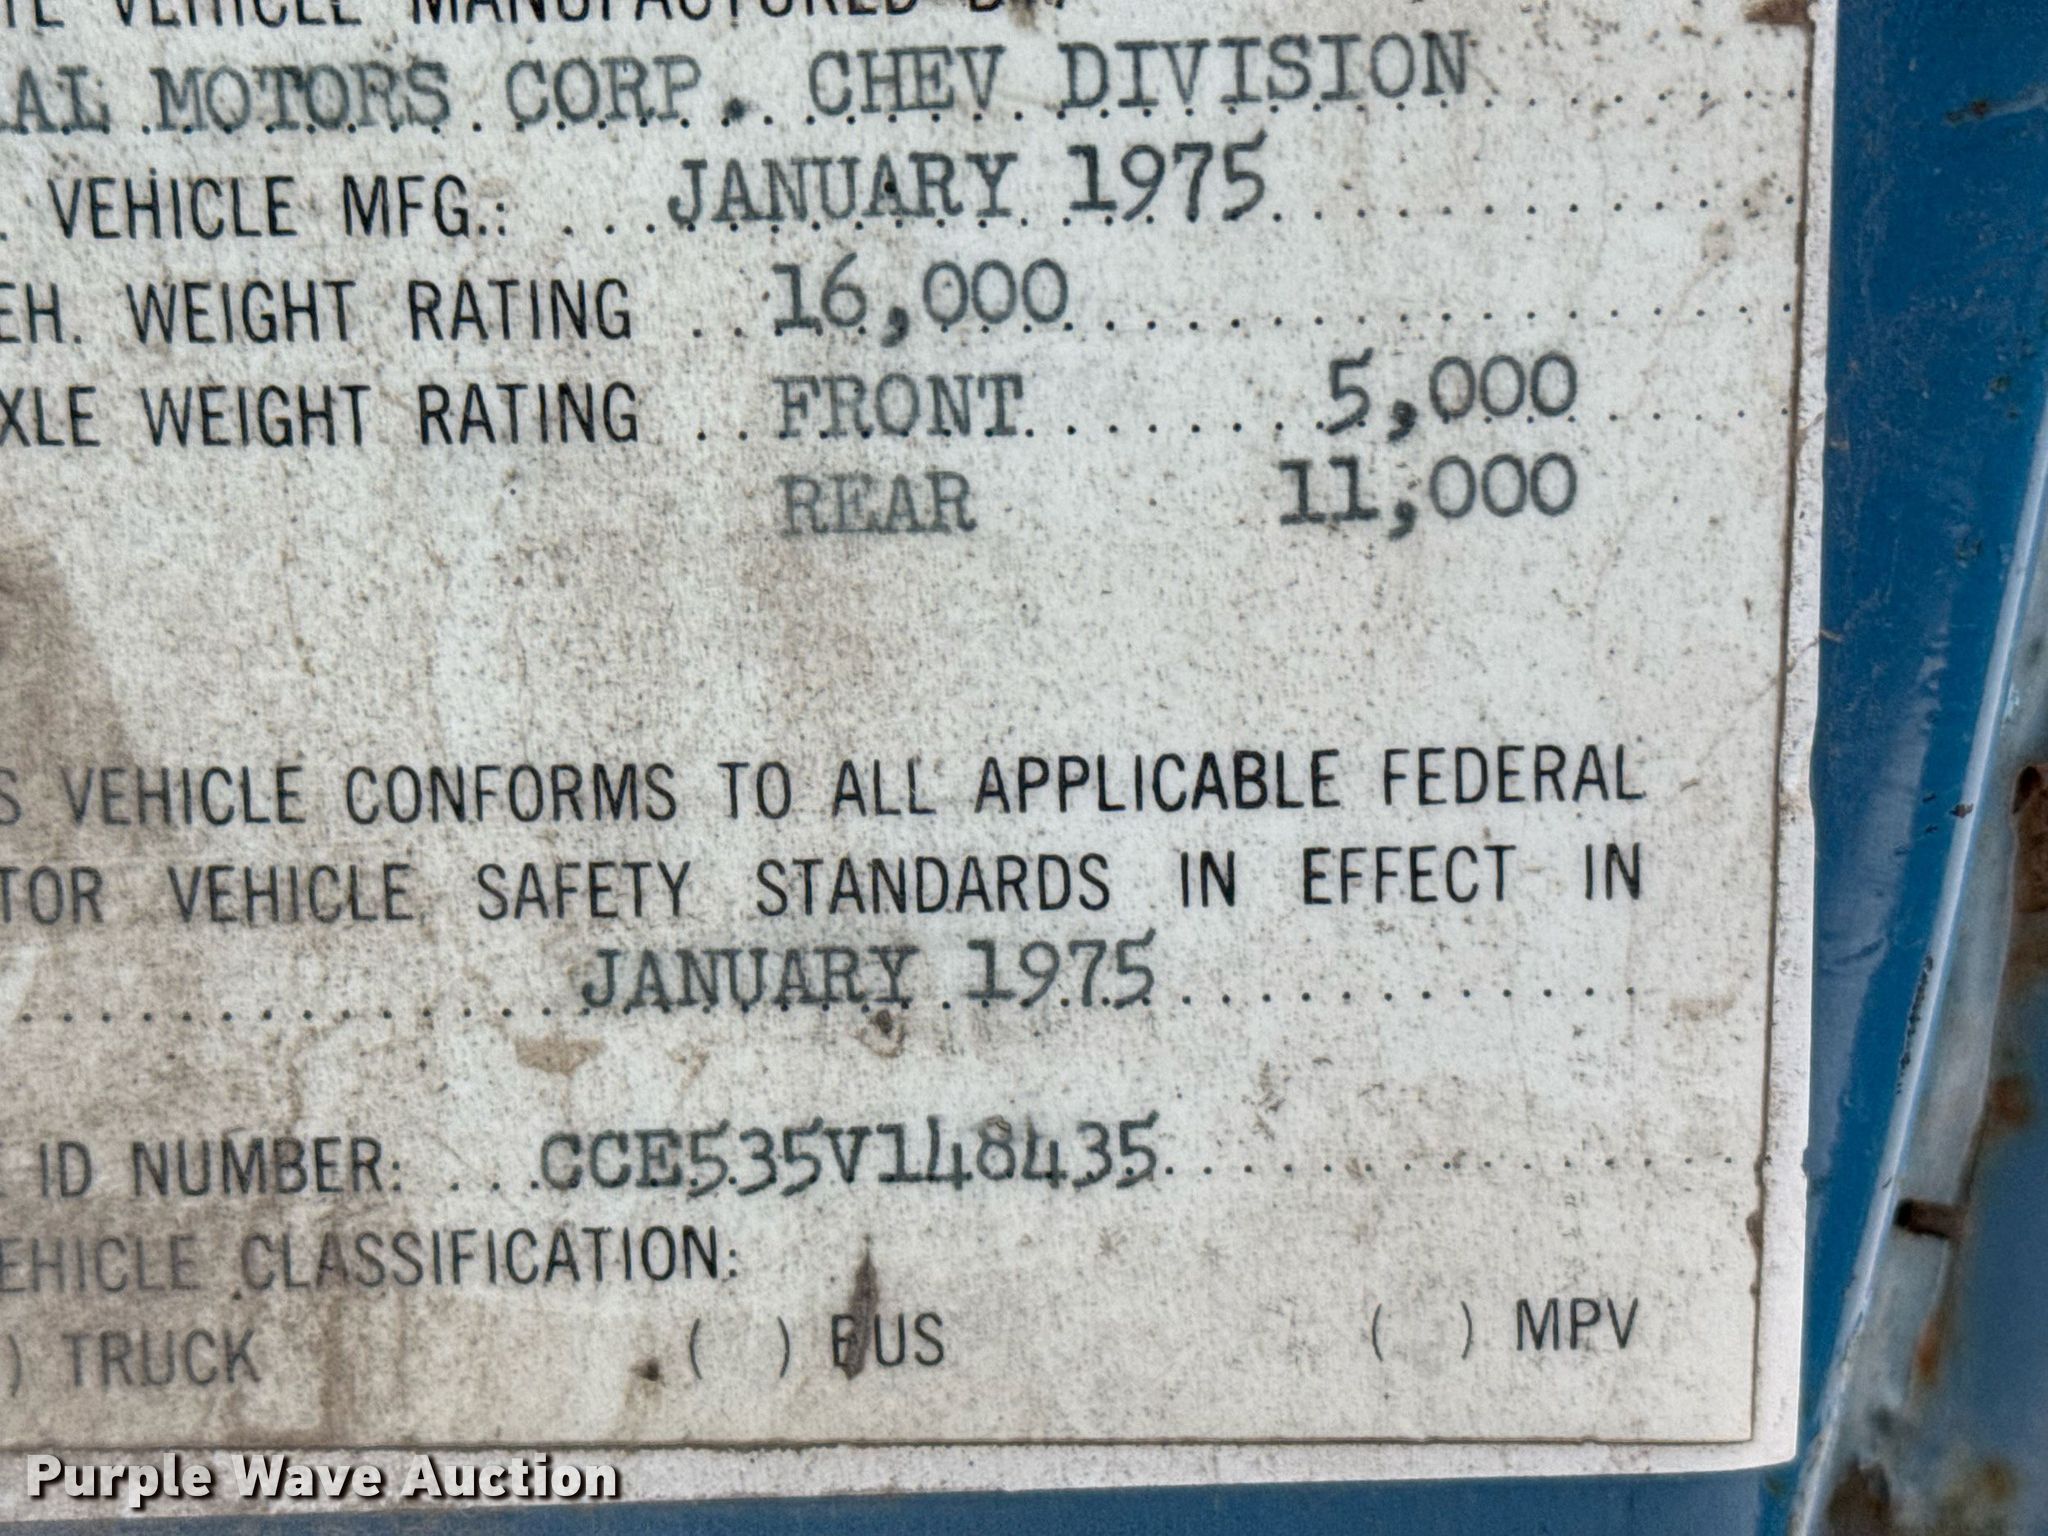 VEHICLE MANUFACTURED
AL MOTORS CORP. CHEV DIVISION
. VEHICLE MFG.: JANUARY 1975
EH. WEIGHT RATING 16,000
XLE WEIGHT RATING FRONT 5,000
REAR 11,000
S VEHICLE CONFORMS TO ALL APPLICABLE FEDERAL
TOR VEHICLE SAFETY STANDARDS IN EFFECT IN
JANUARY 1975
ID NUMBER: CCE535V148435
EHICLE CLASSIFICATION:
) TRUCK ( ) BUS ( ) MPV
Purple Wave Auction